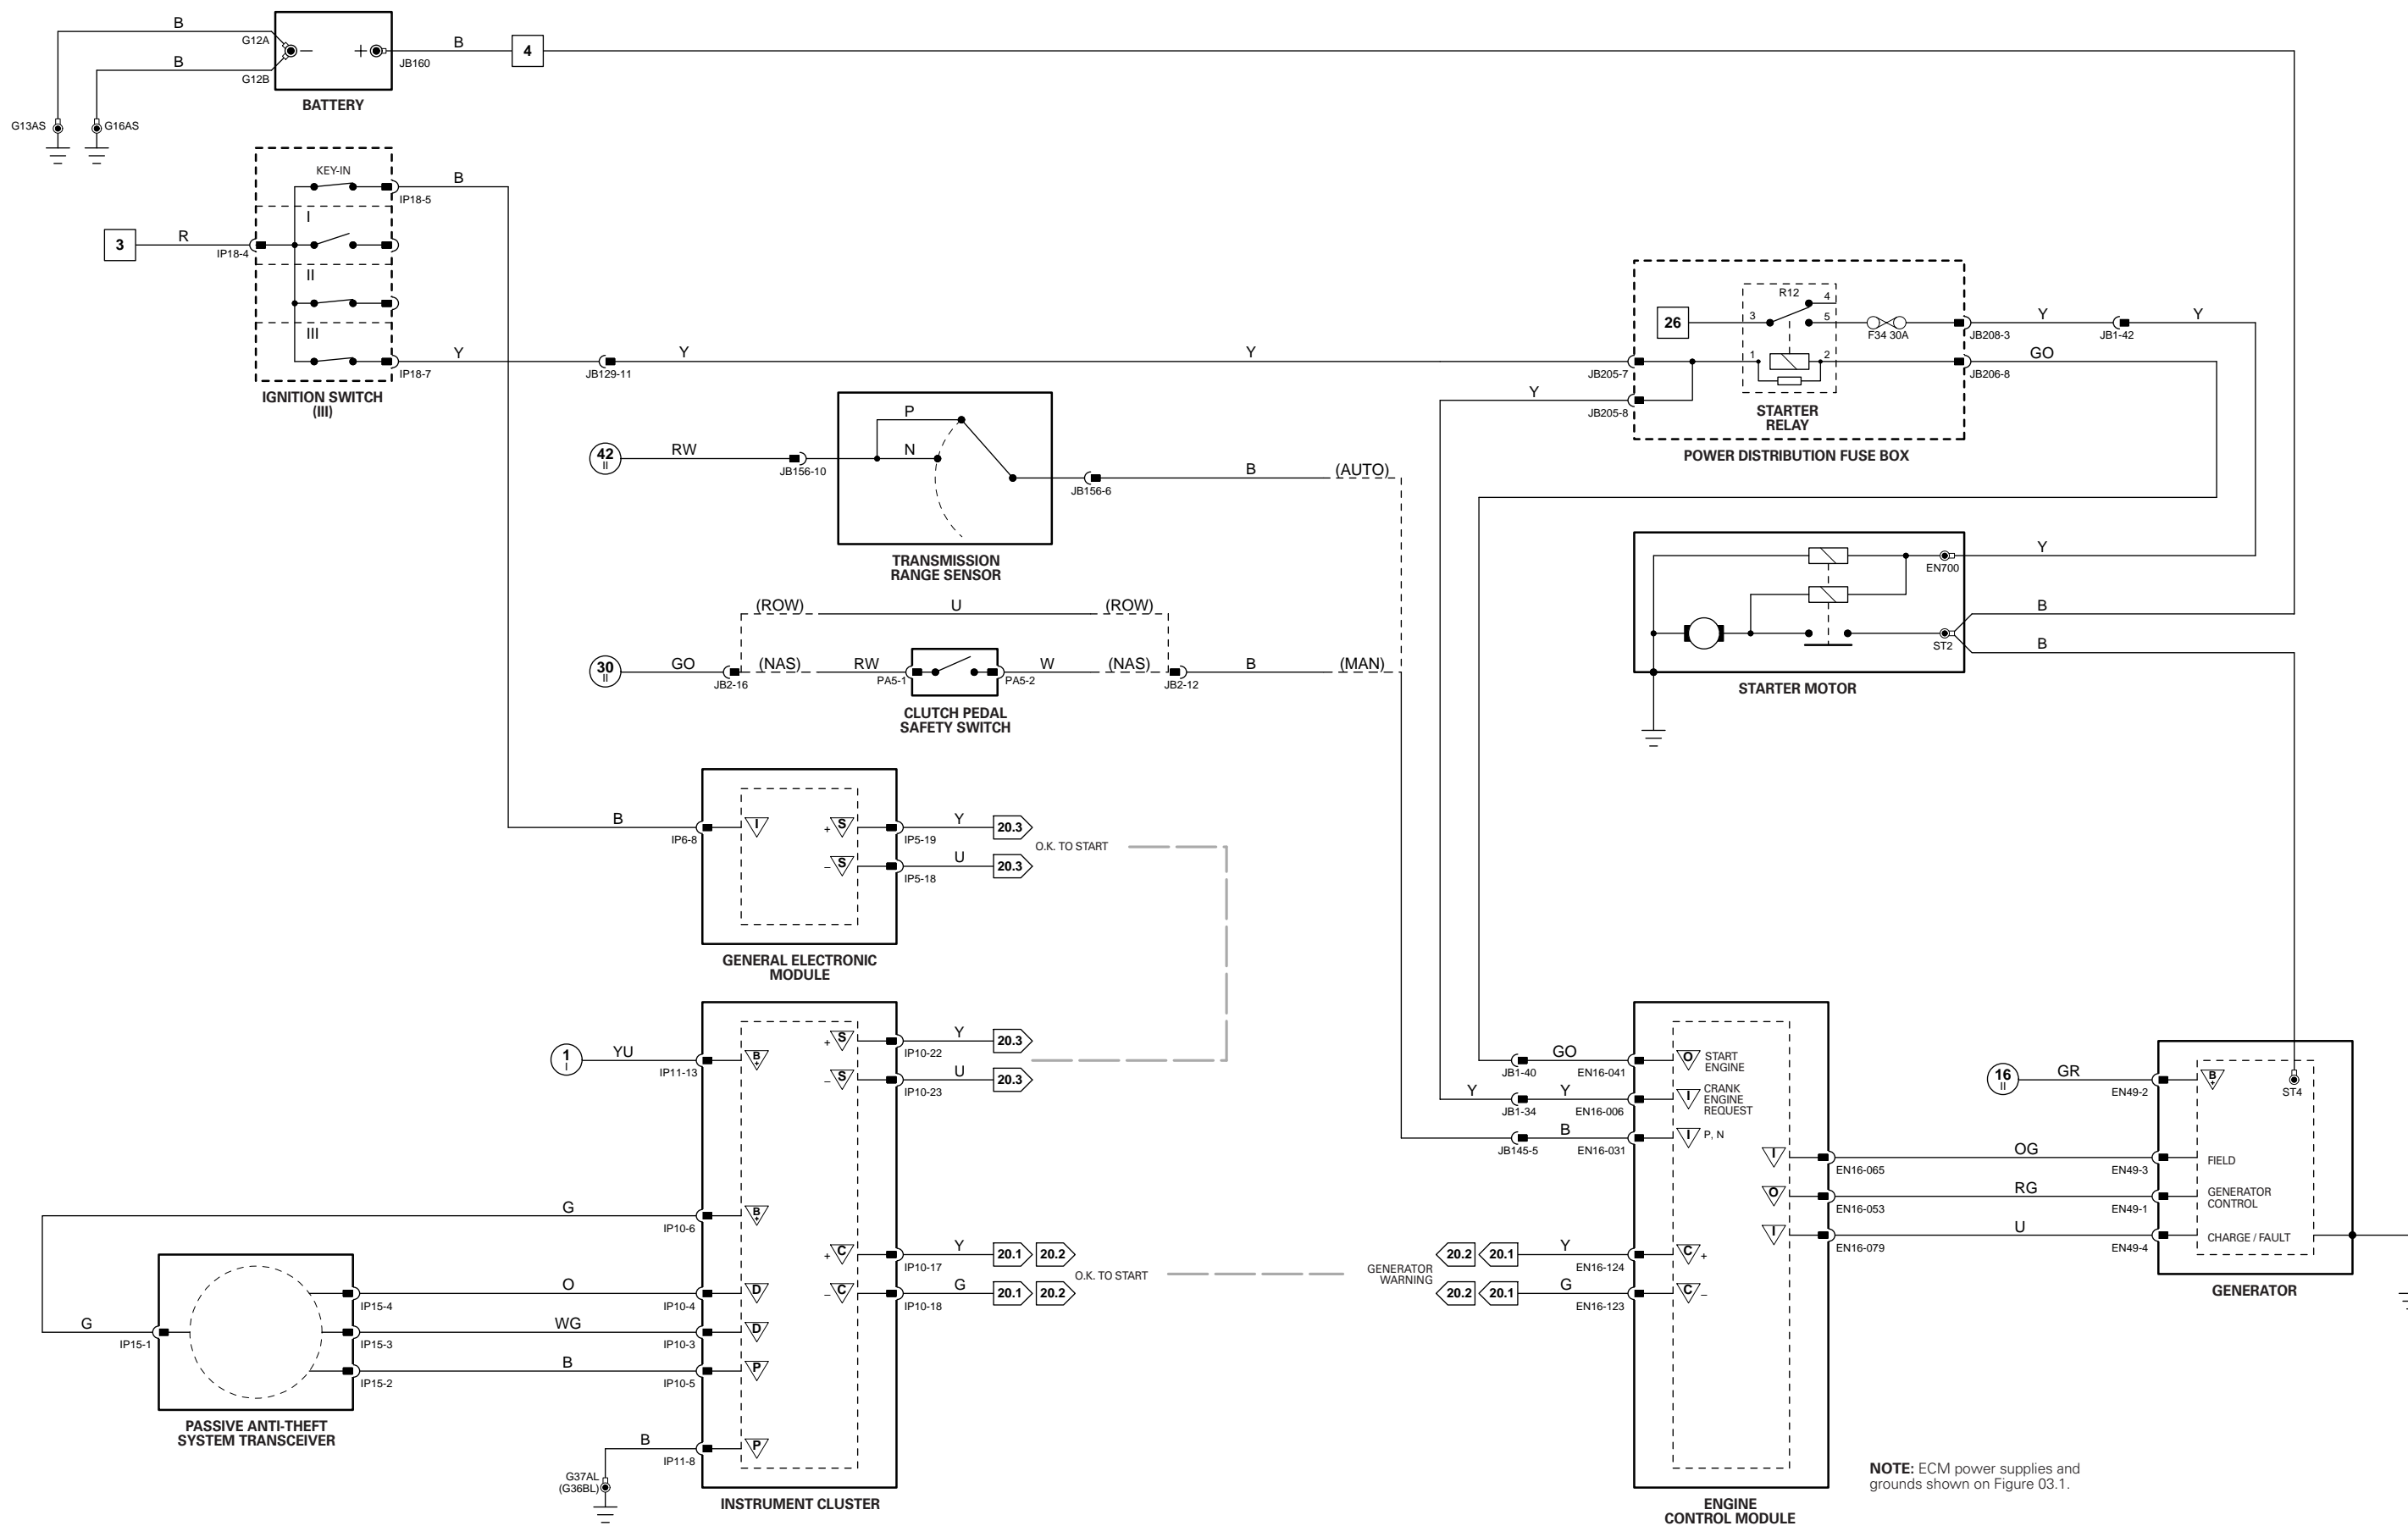 B
G12A
B
G12B
+
JB160
B
4
BATTERY
G13AS
G16AS
KEY-IN
I
II
III
B
IP18-5
3
R
IP18-4
Y
IP18-7
IGNITION SWITCH
(III)
JB129-11
Y
Y
JB205-7
Y
JB205-8
26
R12
3
4
5
1
2
F34 30A
JB208-3
Y
JB1-42
Y
GO
JB206-8
STARTER
RELAY
POWER DISTRIBUTION FUSE BOX
42
II
RW
JB156-10
P
N
JB156-6
B
(AUTO)
TRANSMISSION
RANGE SENSOR
(ROW)
U
(ROW)
30
II
GO
JB2-16
(NAS)
RW
PA5-1
PA5-2
W
(NAS)
JB2-12
B
(MAN)
CLUTCH PEDAL
SAFETY SWITCH
EN700
Y
ST2
B
B
STARTER MOTOR
B
IP6-8
I
+ S
– S
IP5-19
Y
20.3
IP5-18
U
20.3
O.K. TO START
GENERAL ELECTRONIC
MODULE
1
I
YU
IP11-13
B+
+ S
– S
IP10-22
Y
20.3
IP10-23
U
20.3
G
IP10-6
B+
+ C
– C
IP10-17
Y
20.1
20.2
IP10-18
G
20.1
20.2
O.K. TO START
G
IP15-1
IP15-4
O
IP10-4
D
IP15-3
WG
IP10-3
D
IP15-2
B
IP10-5
P
B
IP11-8
P
G37AL
(G36BL)
PASSIVE ANTI-THEFT
SYSTEM TRANSCEIVER
INSTRUMENT CLUSTER
JB1-40
GO
EN16-041
O
START
ENGINE
Y
JB1-34
Y
EN16-006
I
CRANK
ENGINE
REQUEST
JB145-5
B
EN16-031
I
P, N
I
EN16-065
OG
EN49-3
FIELD
O
EN16-053
RG
EN49-1
GENERATOR
CONTROL
I
EN16-079
U
EN49-4
CHARGE / FAULT
GENERATOR
WARNING
20.2
20.1
Y
EN16-124
C +
20.2
20.1
G
EN16-123
C –
16
II
GR
EN49-2
B+
ST4
GENERATOR
ENGINE
CONTROL MODULE
NOTE: ECM power supplies and
grounds shown on Figure 03.1.